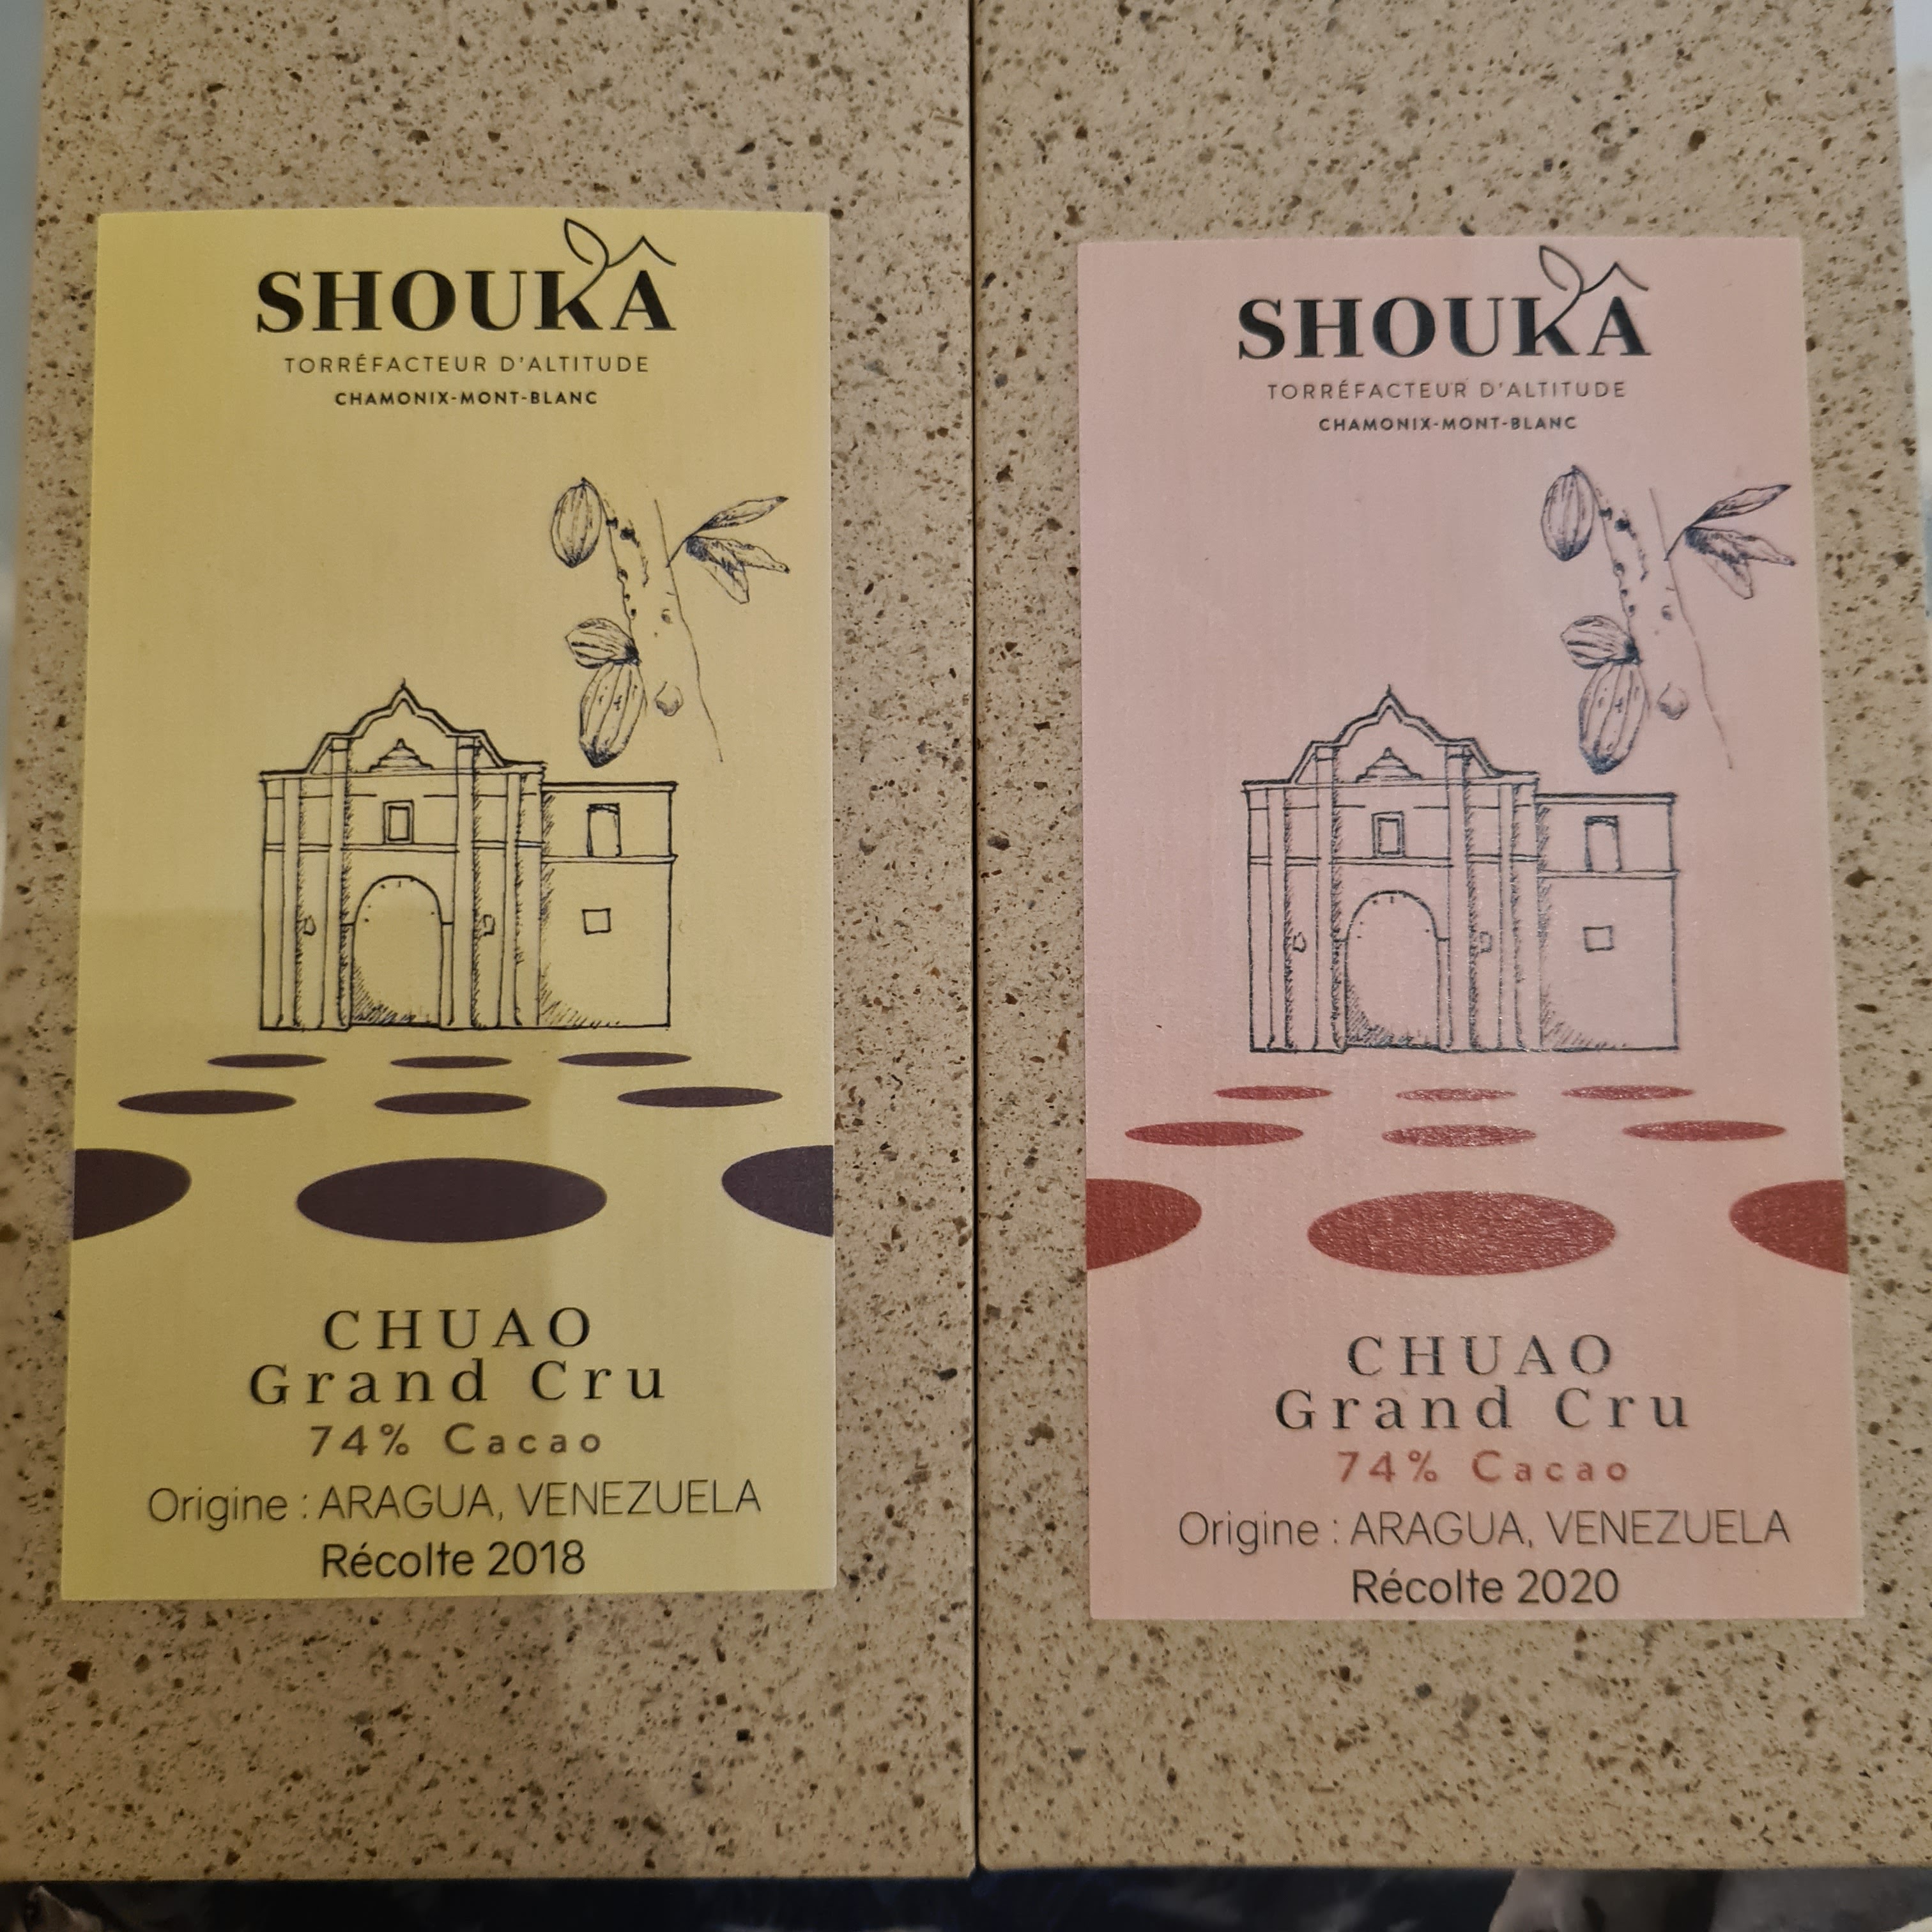 SHOUKÂ
TORRÉFACTEUR D'ALTITUDE
CHAMONIX-MONT-BLANC
CHUAO
Grand Cru
74% Cacao
Origine : ARAGUA, VENEZUELA
Récolte 2018
SHOUKÂ
TORRÉFACTEUR D'ALTITUDE
CHAMONIX-MONT-BLANC
CHUAO
Grand Cru
74% Cacao
Origine : ARAGUA, VENEZUELA
Récolte 2020